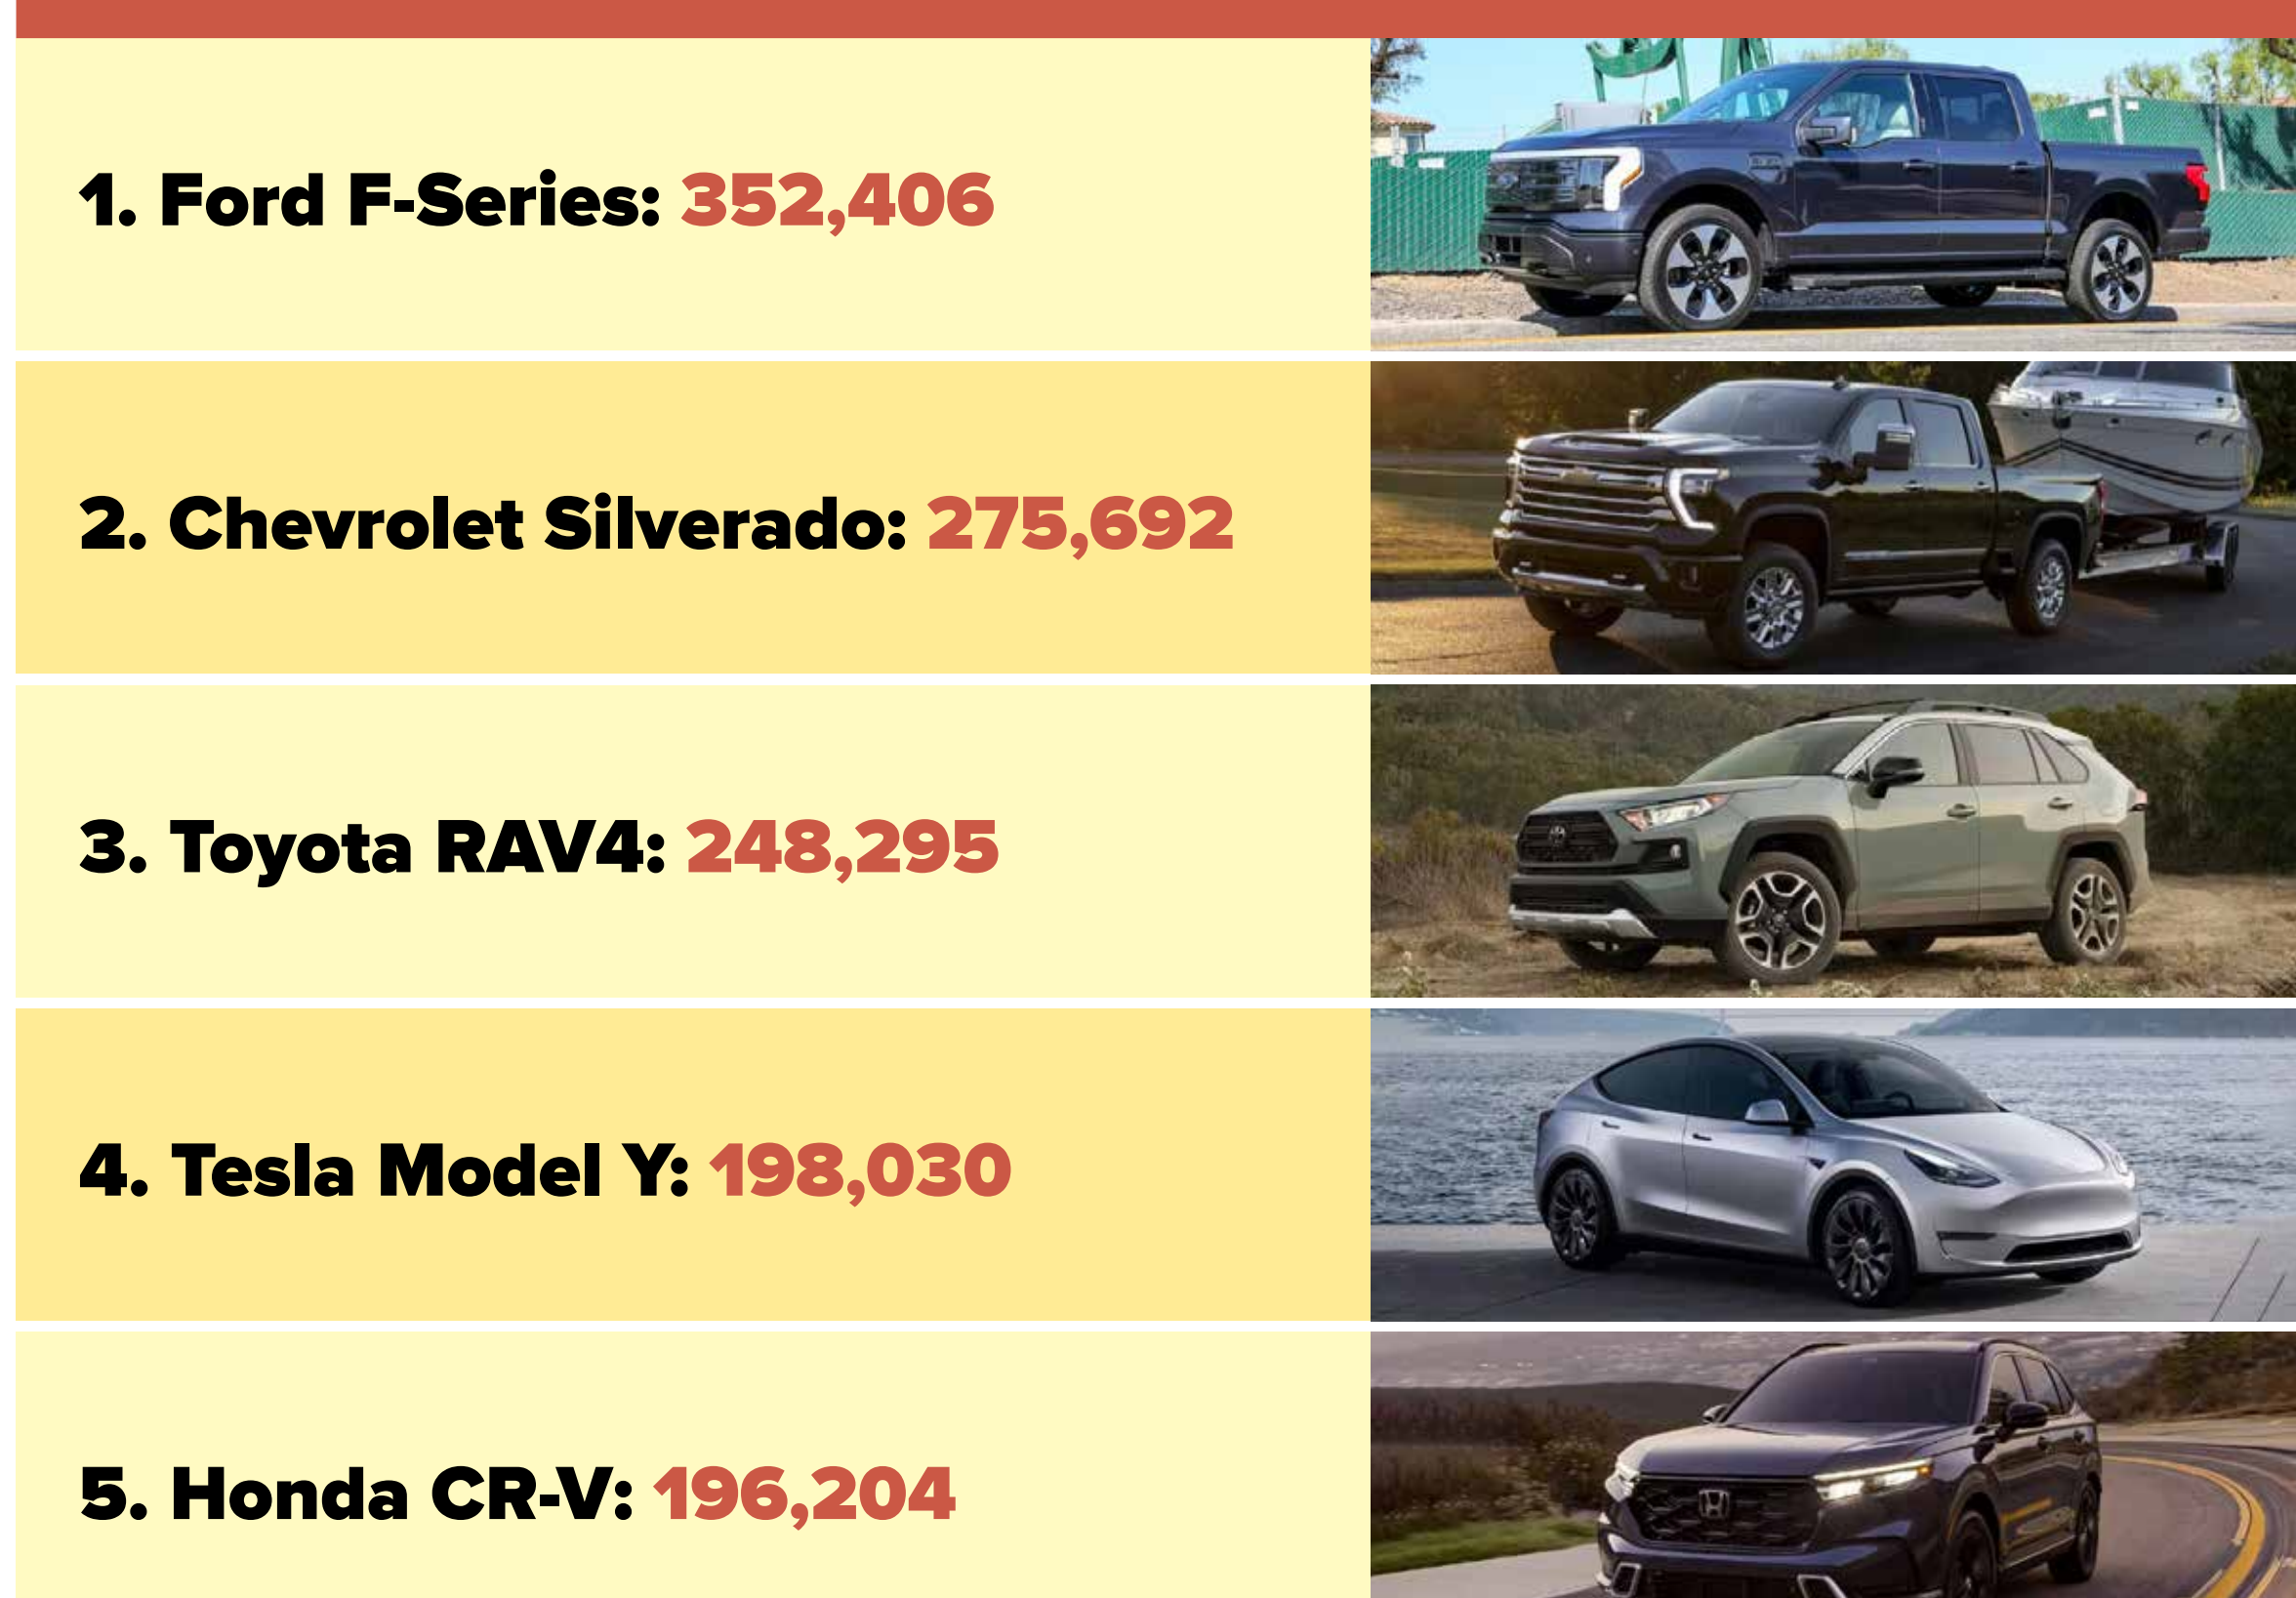 1. Ford F-Series: 352,406
2. Chevrolet Silverado: 275,692
3. Toyota RAV4: 248,295
4. Tesla Model Y: 198,030
5. Honda CR-V: 196,204